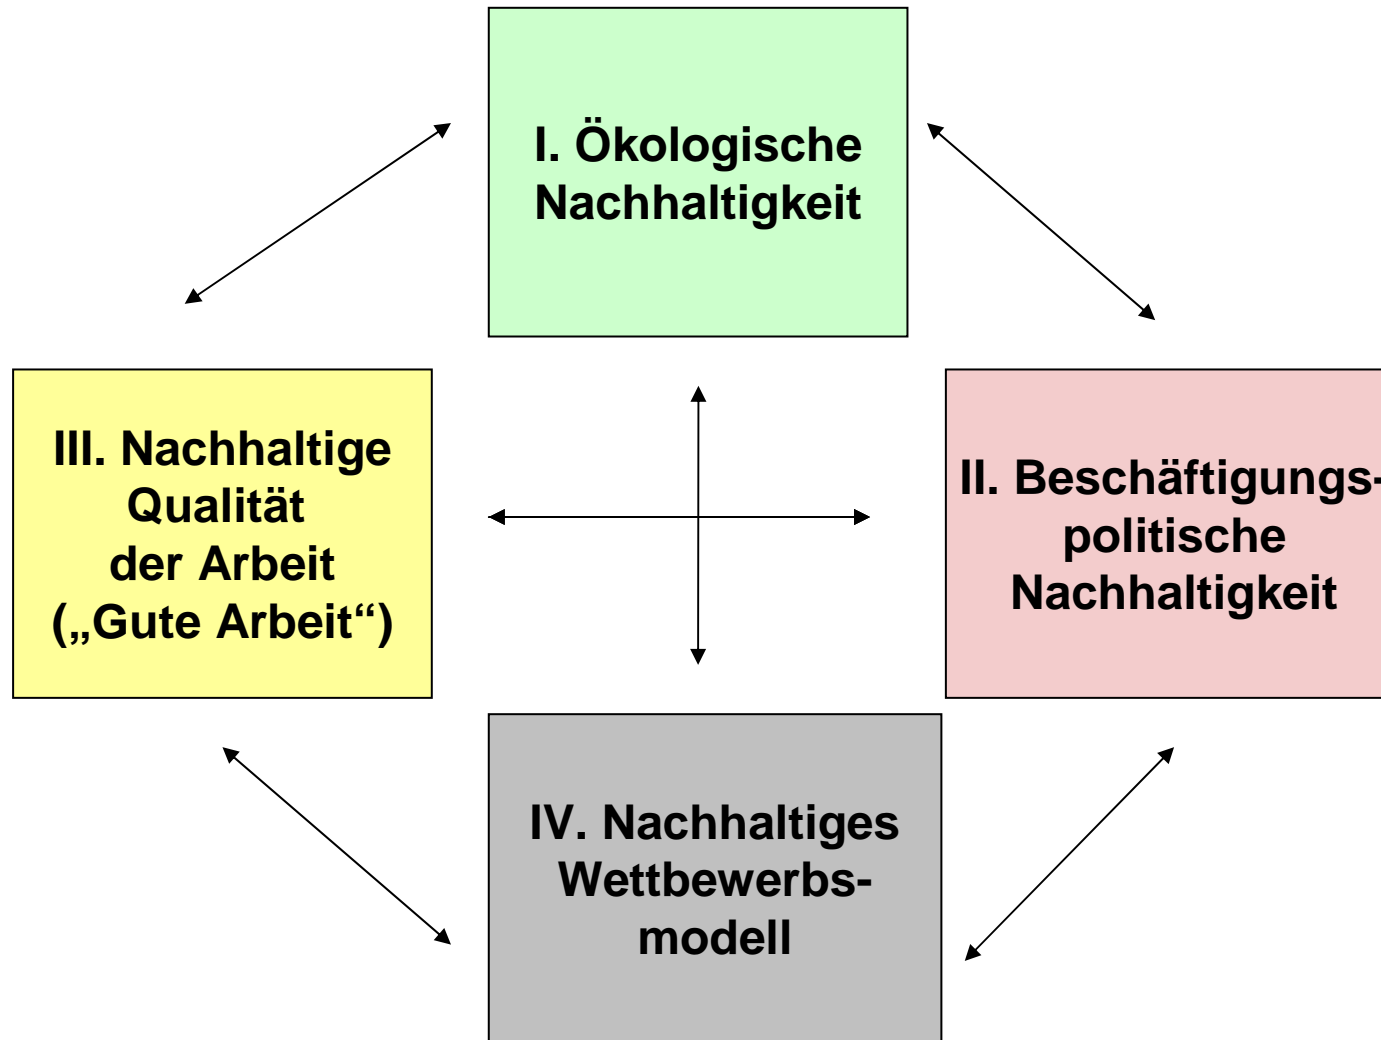 I. Ökologische
Nachhaltigkeit
III. Nachhaltige
Qualität
der Arbeit
(„Gute Arbeit“)
II. Beschäftigungs-
politische
Nachhaltigkeit
IV. Nachhaltiges
Wettbewerbs-
modell